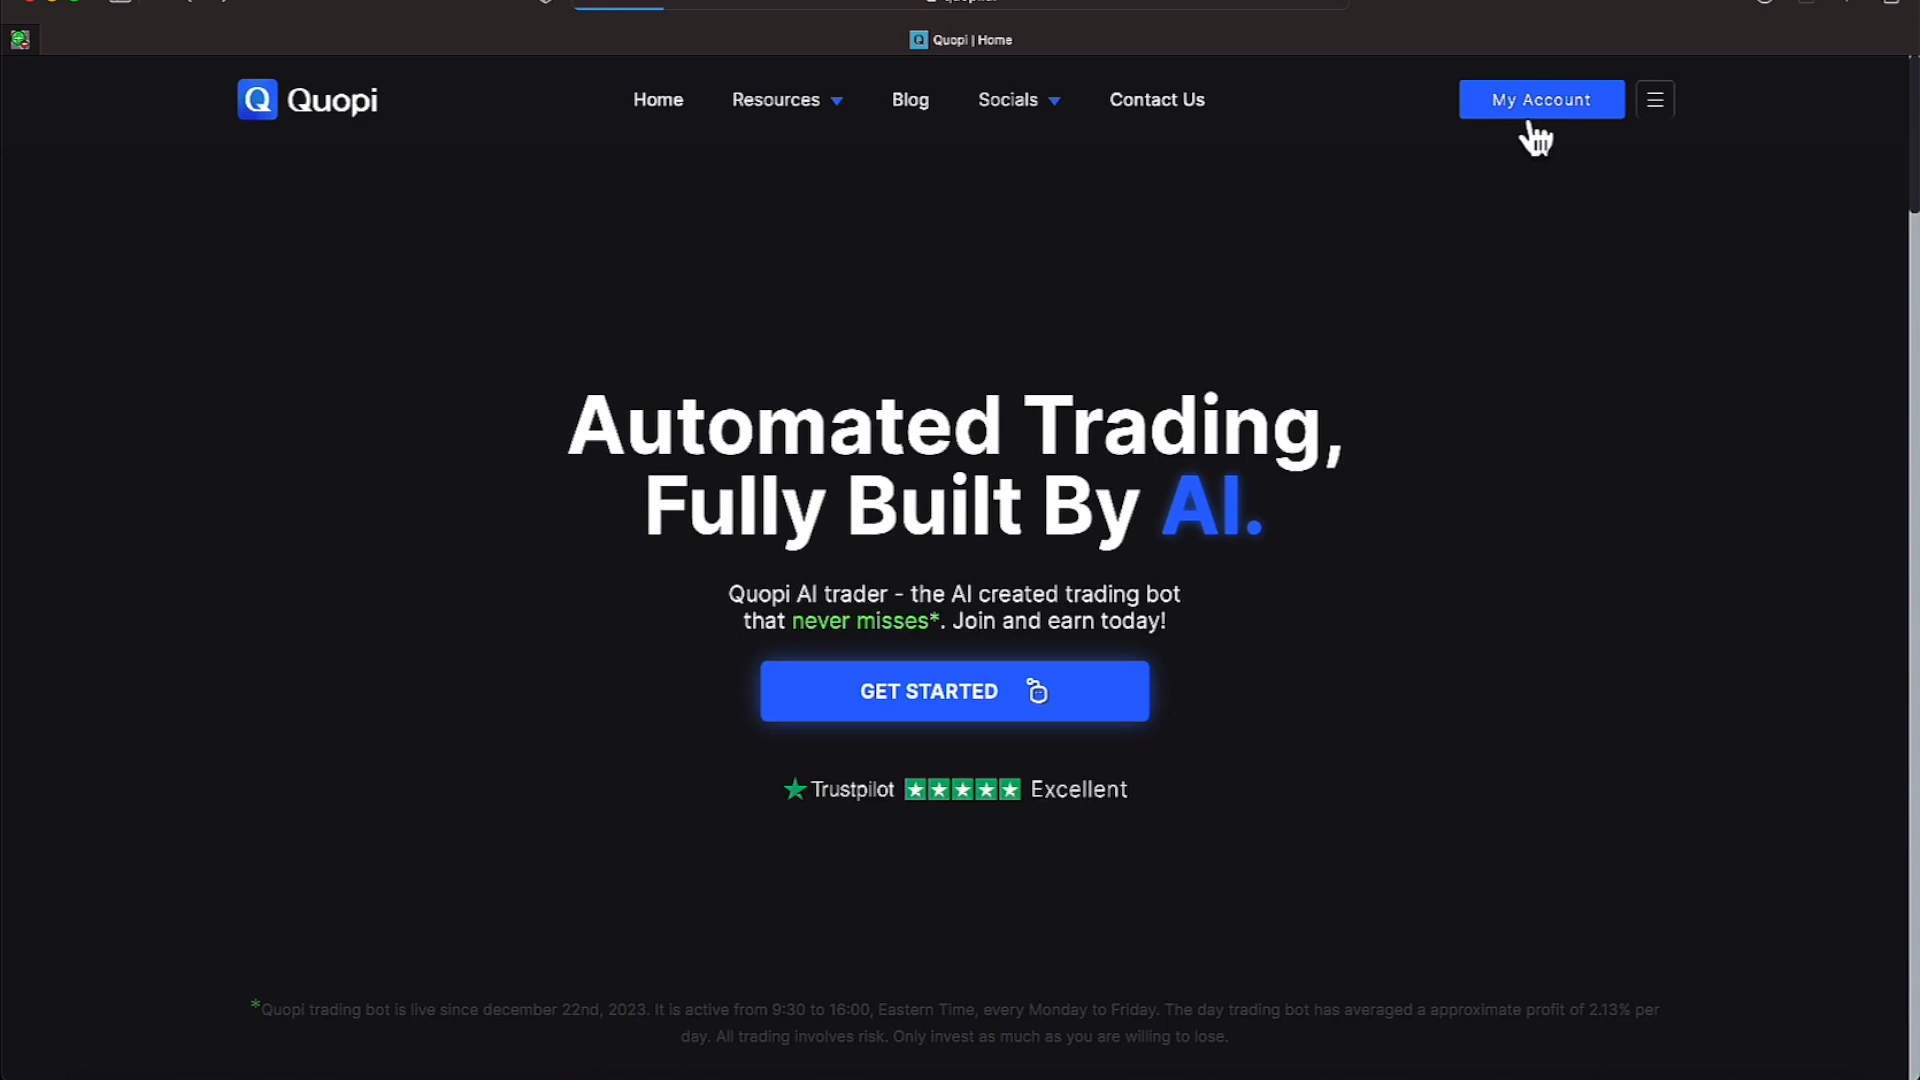 Quopi | Home
Q Quopi
Home
Resources
Blog
Socials
Contact Us
My Account
Automated Trading,
Fully Built By AI.
Quopi AI trader - the AI created trading bot
that never misses*. Join and earn today!
GET STARTED
Trustpilot Excellent
*Quopi trading bot is live since december 22nd, 2023. It is active from 9:30 to 16:00, Eastern Time, every Monday to Friday. The day trading bot has averaged a approximate profit of 2.13% per
day. All trading involves risk. Only invest as much as you are willing to lose.